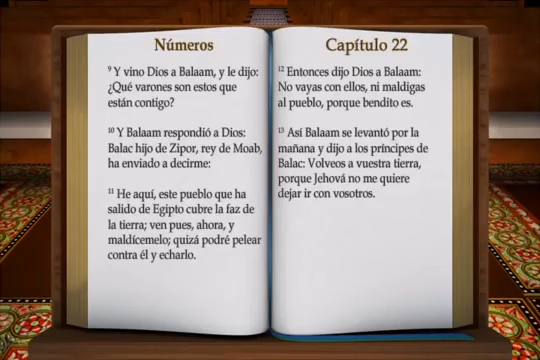 Números
⁹ Y vino Dios a Balaam, y le dijo:
¿Qué varones son estos que
están contigo?
¹⁰ Y Balaam respondió a Dios:
Balac hijo de Zipor, rey de Moab,
ha enviado a decirme:
¹¹ He aquí, este pueblo que ha
salido de Egipto cubre la faz de
la tierra; ven pues, ahora, y
maldícemelo; quizá podré pelear
contra él y echarlo.
Capítulo 22
¹² Entonces dijo Dios a Balaam:
No vayas con ellos, ni maldigas
al pueblo, porque bendito es.
¹³ Así Balaam se levantó por la
mañana y dijo a los príncipes de
Balac: Volveos a vuestra tierra,
porque Jehová no me quiere
dejar ir con vosotros.